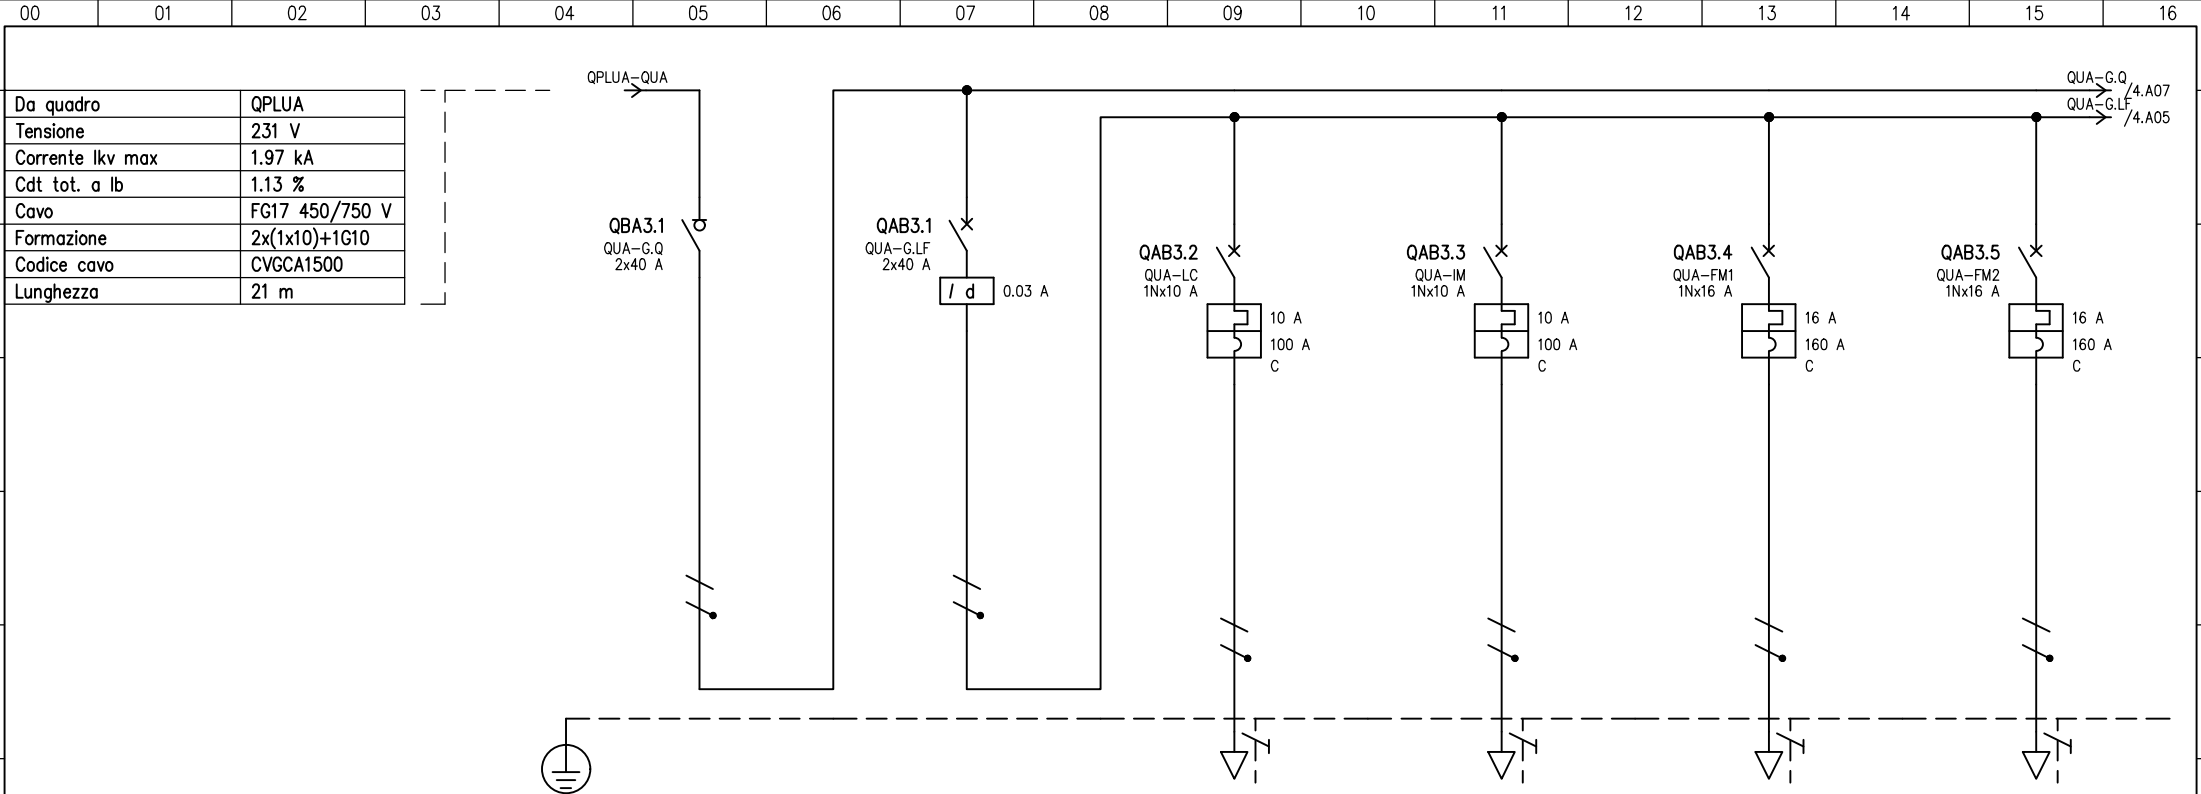 00 01 02 03 04 05 06 07 08 09 10 11 12 13 14 15 16
Da quadro QPLUA
Tensione 231 V
Corrente Ikv max 1.97 kA
Cdt tot. a Ib 1.13 %
Cavo FG17 450/750 V
Formazione 2x(1x10)+1G10
Codice cavo CVGCA1500
Lunghezza 21 m
QPLUA-QUA
QUA-G.Q
/4.A07
QUA-G.LF
/4.A05
QBA3.1
QUA-G.Q
2x40 A
QAB3.1
QUA-G.LF
2x40 A
I d 0.03 A
QAB3.2
QUA-LC
1Nx10 A
10 A
100 A
C
QAB3.3
QUA-IM
1Nx10 A
10 A
100 A
C
QAB3.4
QUA-FM1
1Nx16 A
16 A
160 A
C
QAB3.5
QUA-FM2
1Nx16 A
16 A
160 A
C